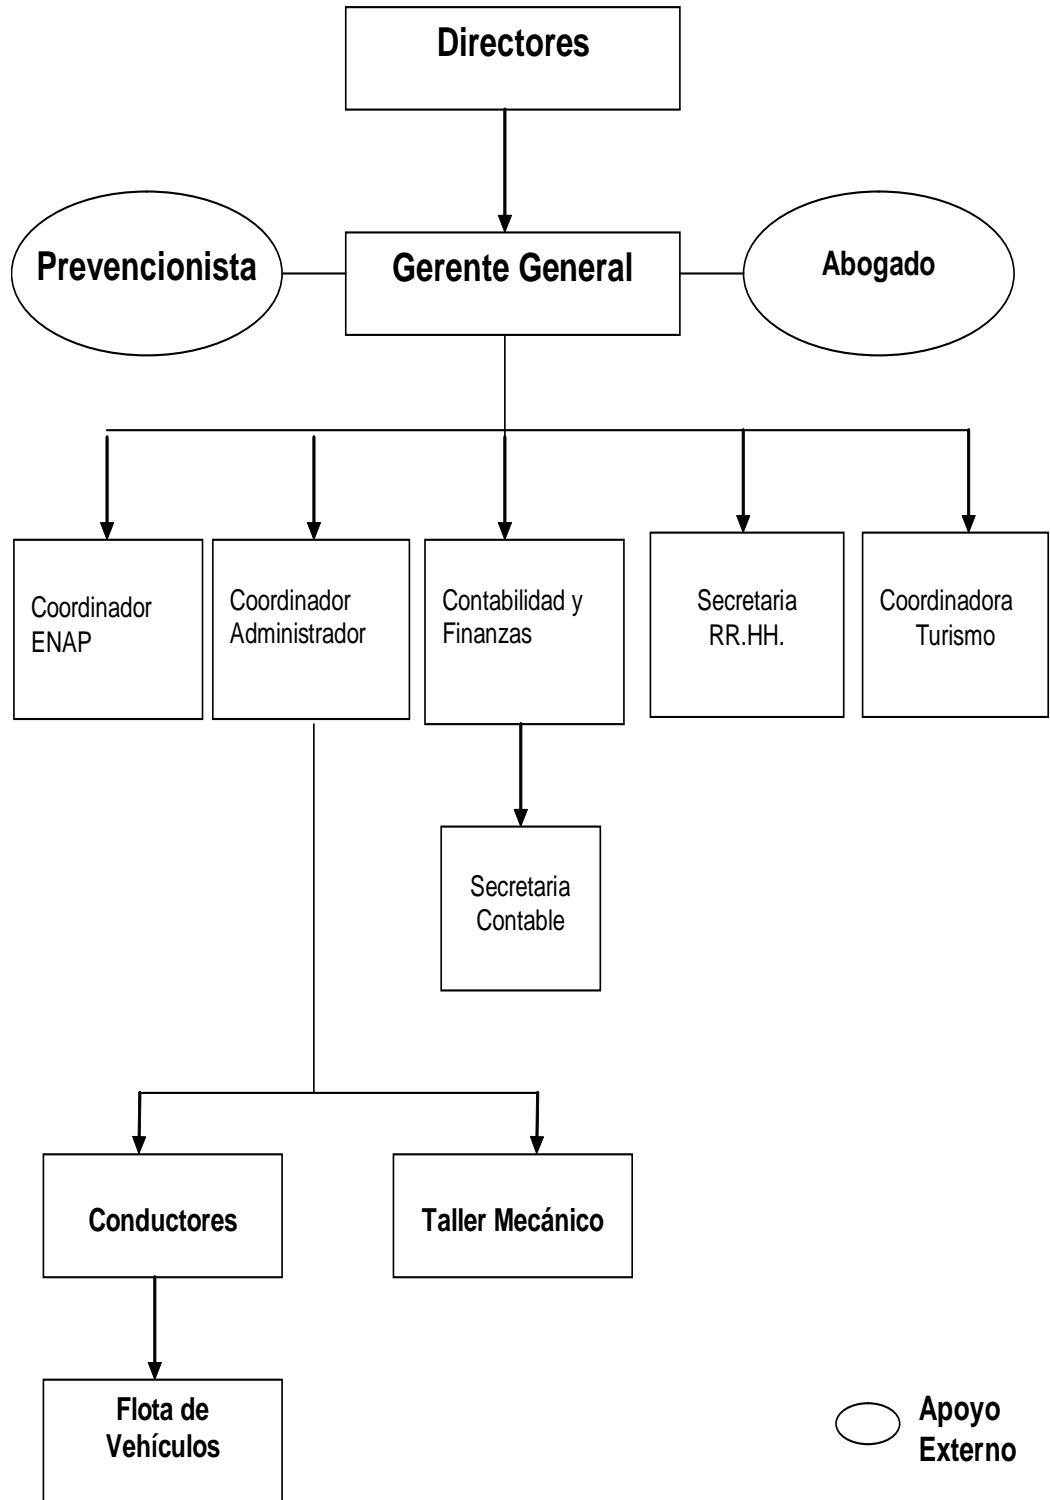 Directores
Prevencionista
Gerente General
Abogado
Coordinador
ENAP
Coordinador
Administrador
Contabilidad y
Finanzas
Secretaria
RR.HH.
Coordinadora
Turismo
Secretaria
Contable
Conductores
Taller Mecánico
Flota de
Vehículos
Apoyo
Externo